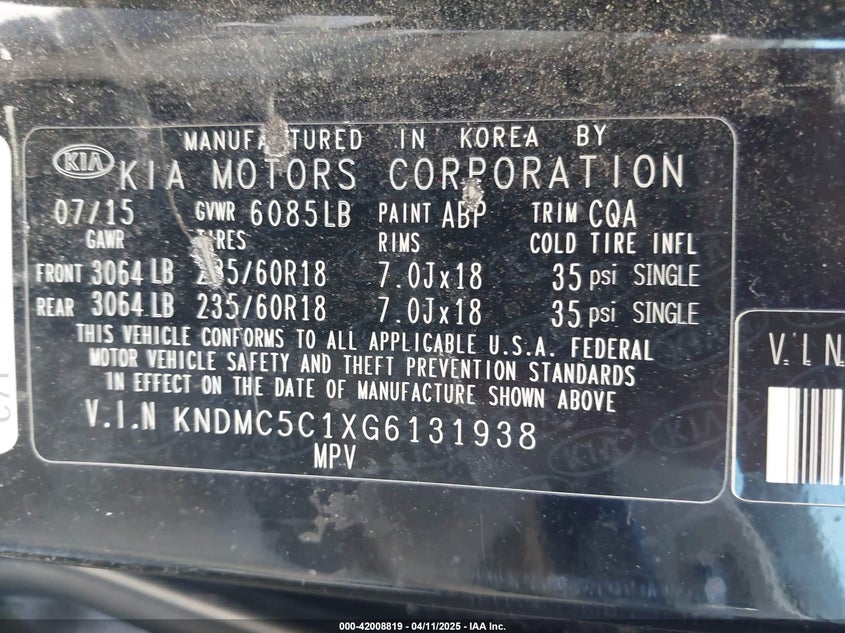 MANUFACTURED IN KOREA BY
KIA KIA MOTORS CORPORATION
07/15 GVWR 6085LB PAINT ABP TRIM CQA
GAWR TIRES RIMS COLD TIRE INFL
FRONT 3064 LB 235/60R18 7.0Jx18 35 psi SINGLE
REAR 3064 LB 235/60R18 7.0Jx18 35 psi SINGLE
THIS VEHICLE CONFORMS TO ALL APPLICABLE U.S.A. FEDERAL
MOTOR VEHICLE SAFETY AND THEFT PREVENTION STANDARDS
IN EFFECT ON THE DATE OF MANUFACTURE SHOWN ABOVE
V.I.N KNDMC5C1XG6131938
MPV
V.I.N
000-42008819 - 04/11/2025 - IAA Inc.